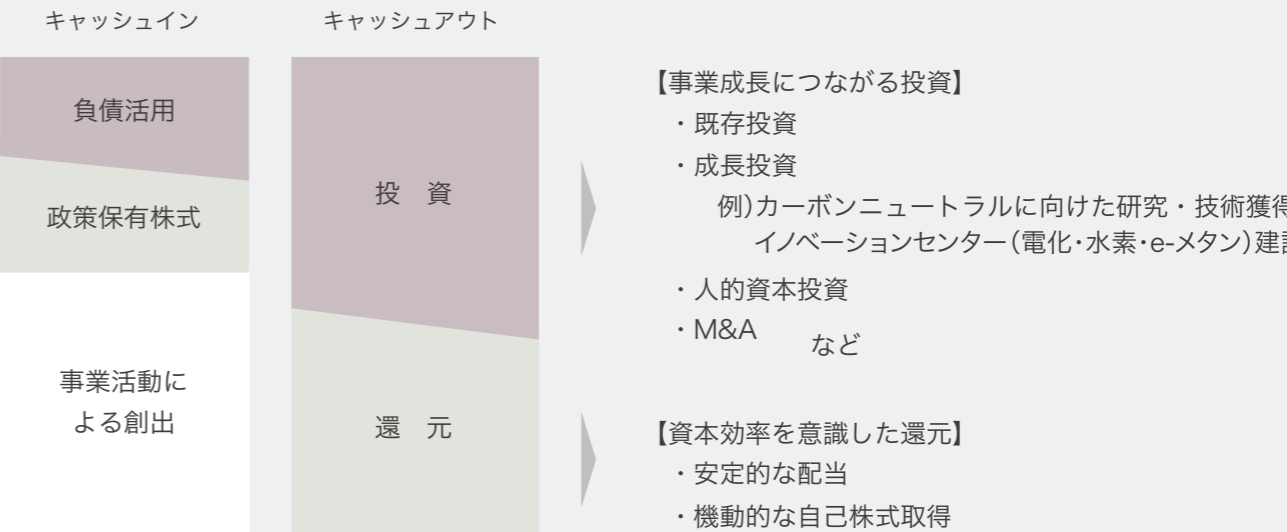 キャッシュイン
キャッシュアウト
負債活用
政策保有株式
事業活動に
よる創出
投　資
還　元
【事業成長につながる投資】
・既存投資
・成長投資
例)カーボンニュートラルに向けた研究・技術獲得
イノベーションセンター(電化・水素・e-メタン)建
・人的資本投資
・M&A
など
【資本効率を意識した還元】
・安定的な配当
・機動的な自己株式取得